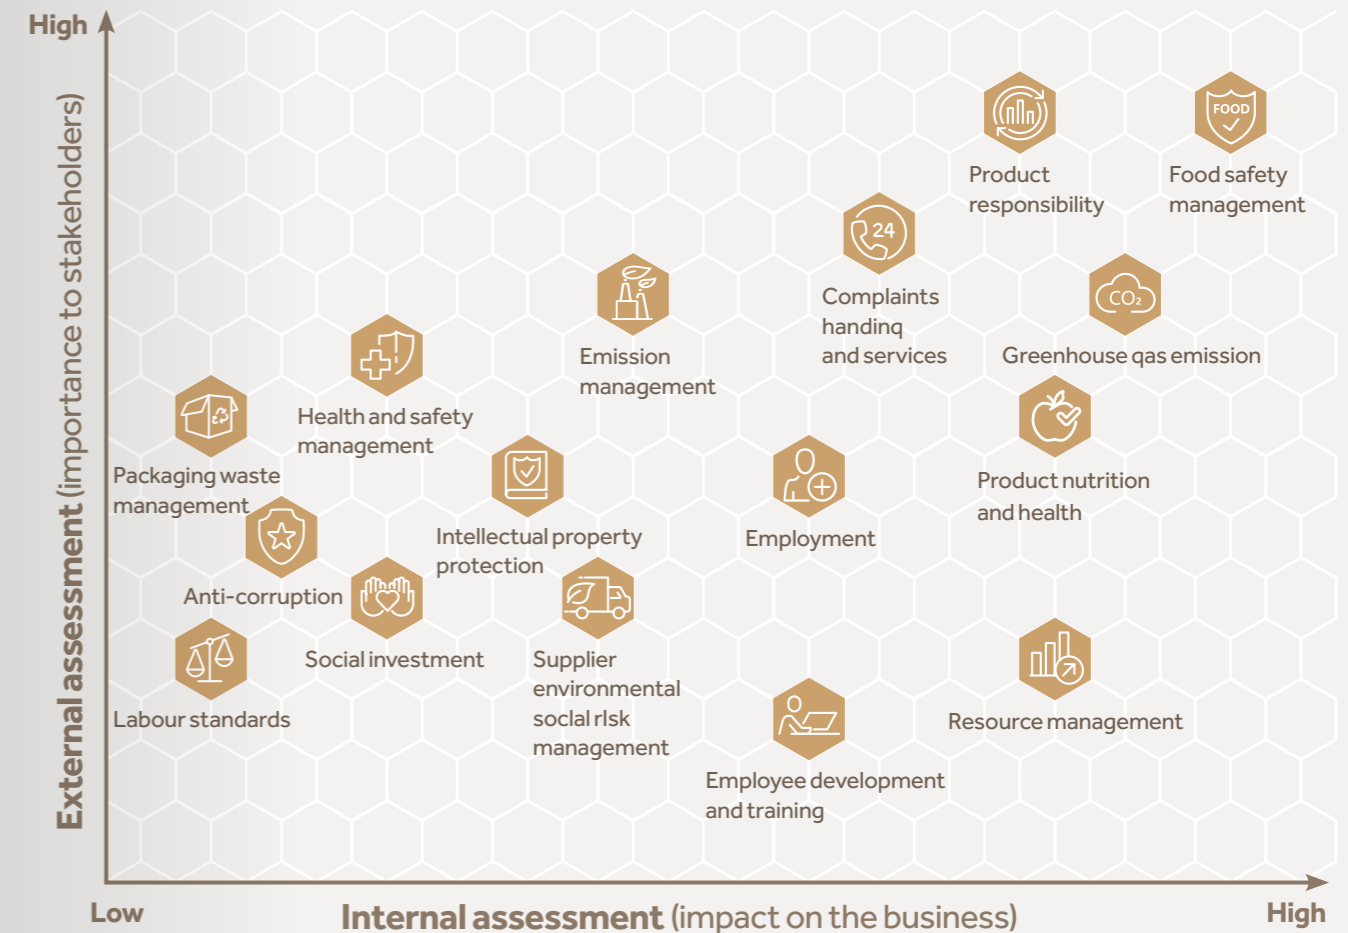 High
External assessment (importance to stakeholders)
FOOD
Product
responsibility
Food safety
management
24
Complaints
handinq
and services
CO₂
Greenhouse qas emission
Emission
management
Health and safety
management
Product nutrition
and health
Packaging waste
management
Intellectual property
protection
Employment
Anti-corruption
Social investment
Supplier
environmental
soclal rIsk
management
Labour standards
Resource management
Employee development
and training
Low
Internal assessment (impact on the business)
High